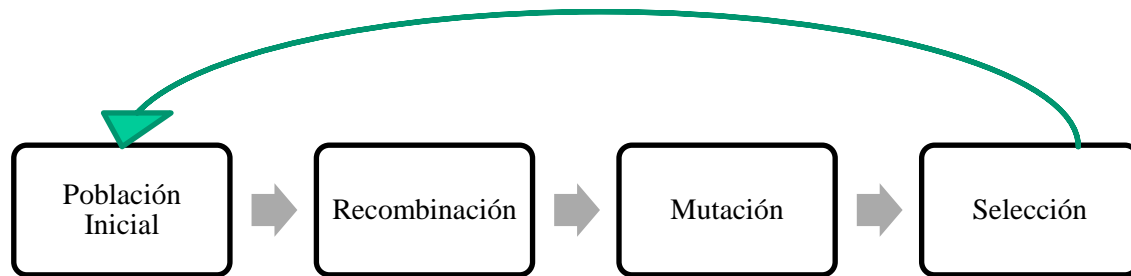 Población
Inicial
Recombinación
Mutación
Selección